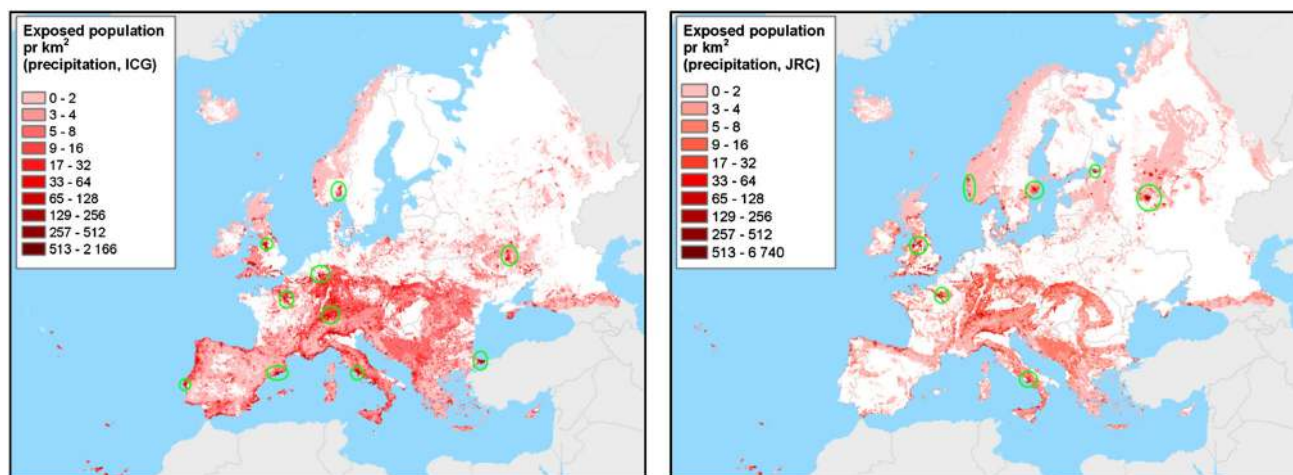 Exposed population
pr km²
(precipitation, ICG)
0 - 2
3 - 4
5 - 8
9 - 16
17 - 32
33 - 64
65 - 128
129 - 256
257 - 512
513 - 2 166
Exposed population
pr km²
(precipitation, JRC)
0 - 2
3 - 4
5 - 8
9 - 16
17 - 32
33 - 64
65 - 128
129 - 256
257 - 512
513 - 6 740